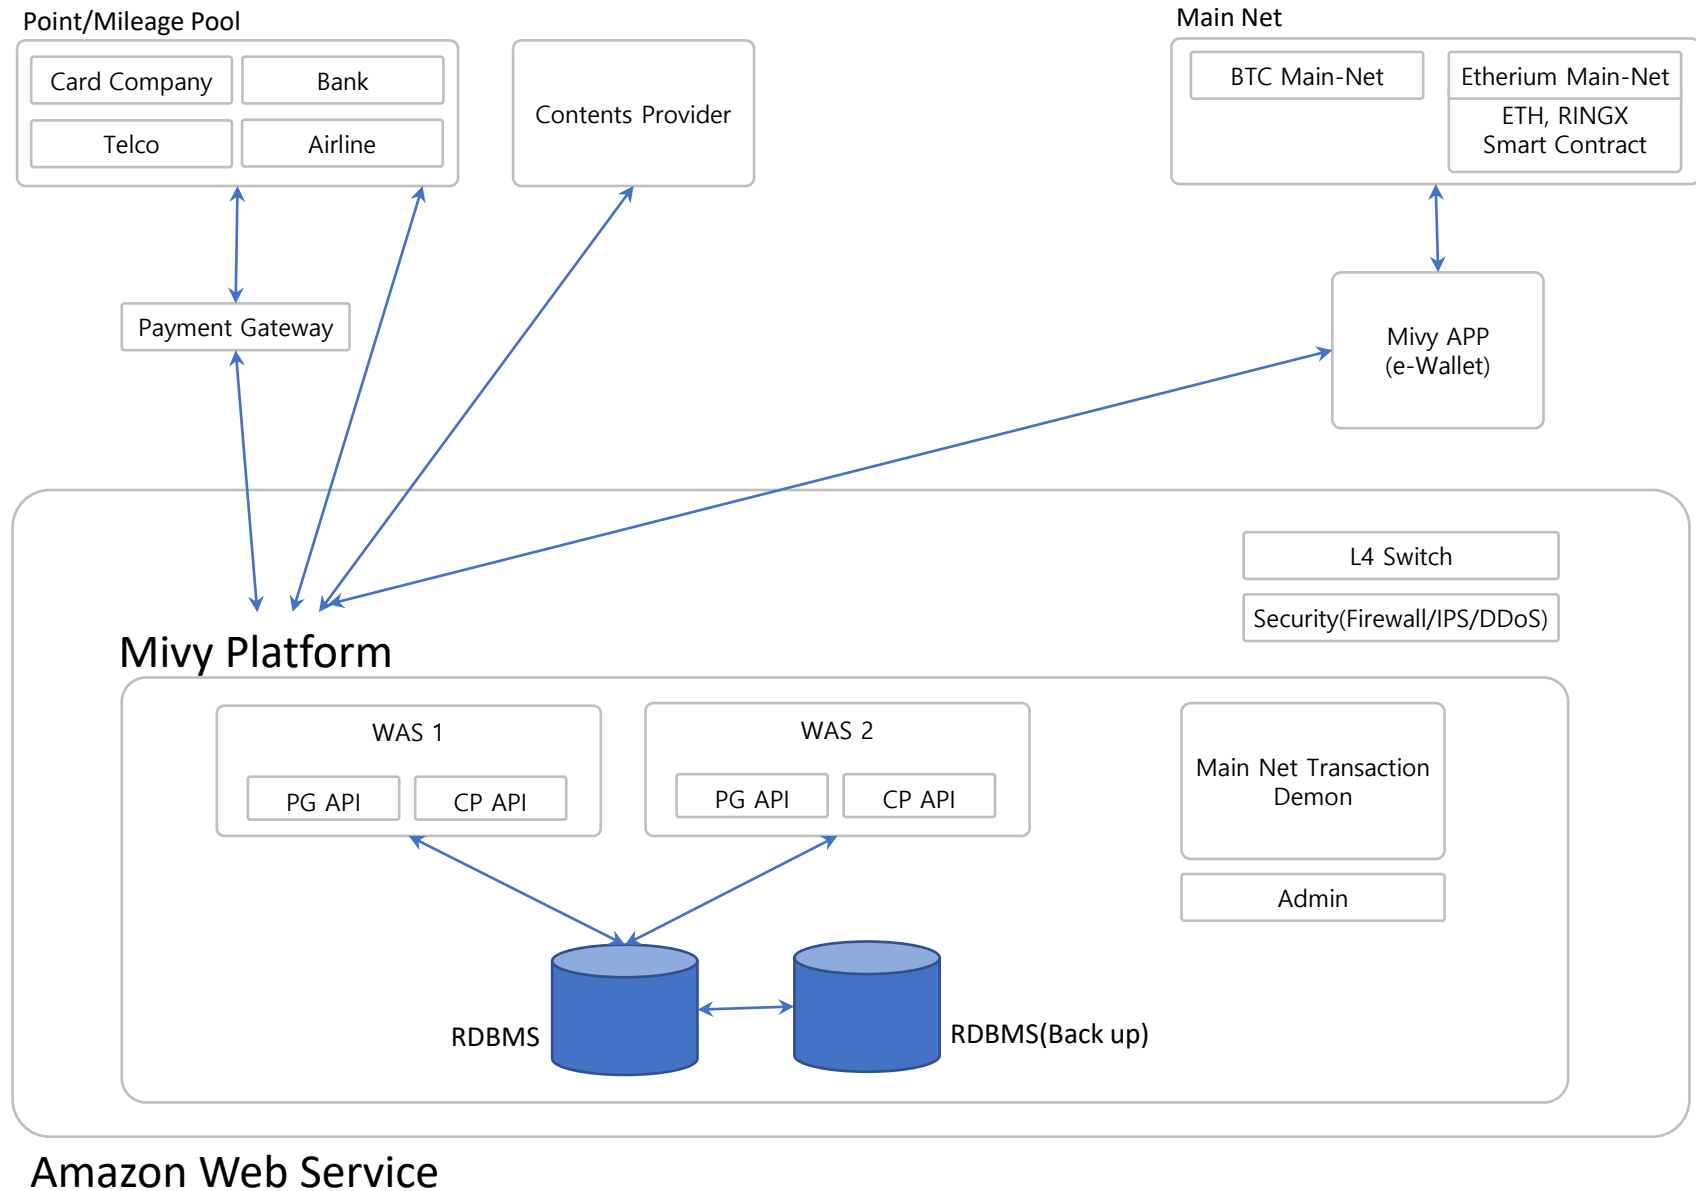 Point/Mileage Pool
Card Company
Bank
Telco
Airline
Contents Provider
Main Net
BTC Main-Net
Etherium Main-Net
ETH, RINGX
Smart Contract
Payment Gateway
Mivy APP
(e-Wallet)
L4 Switch
Security(Firewall/IPS/DDoS)
Mivy Platform
WAS 1
PG API
CP API
WAS 2
PG API
CP API
Main Net Transaction
Demon
Admin
RDBMS
RDBMS(Back up)
Amazon Web Service